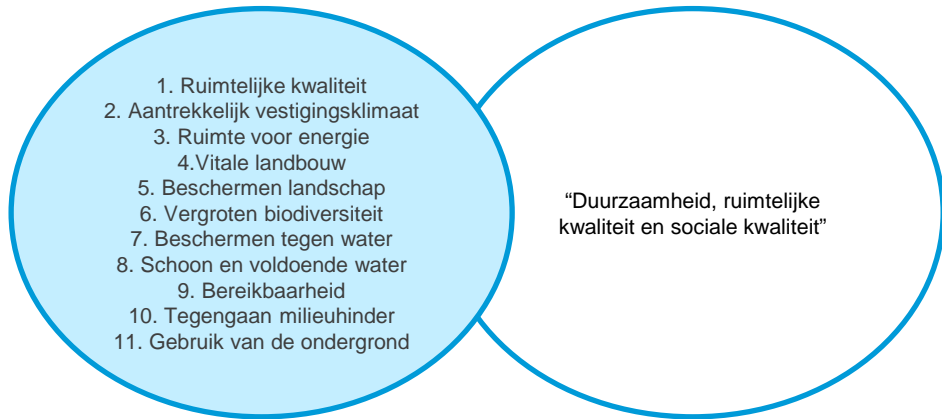 1. Ruimtelijke kwaliteit
2. Aantrekkelijk vestigingsklimaat
3. Ruimte voor energie
4.Vitale landbouw
5. Beschermen landschap
6. Vergroten biodiversiteit
7. Beschermen tegen water
8. Schoon en voldoende water
9. Bereikbaarheid
10. Tegengaan milieuhinder
11. Gebruik van de ondergrond
“Duurzaamheid, ruimtelijke
kwaliteit en sociale kwaliteit”